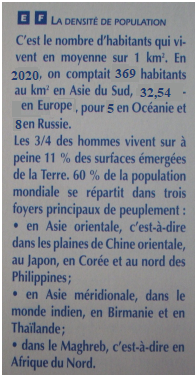 E F LA DENSITÉ DE POPULATION
C'est le nombre d'habitants qui vi-
vent en moyenne sur 1 km². En
2020, on comptait 369 habitants
au km² en Asie du Sud, 32,54 -
en Europe, pour 5 en Océanie et
8 en Russie.
Les 3/4 des hommes vivent sur à
peine 11 % des surfaces émergées
de la Terre. 60 % de la population
mondiale se répartit dans trois
foyers principaux de peuplement :
• en Asie orientale, c'est-à-dire
dans les plaines de Chine orientale,
au Japon, en Corée et au nord des
Philippines ;
• en Asie méridionale, dans le
monde indien, en Birmanie et en
Thaïlande ;
• dans le Maghreb, c'est-à-dire en
Afrique du Nord.